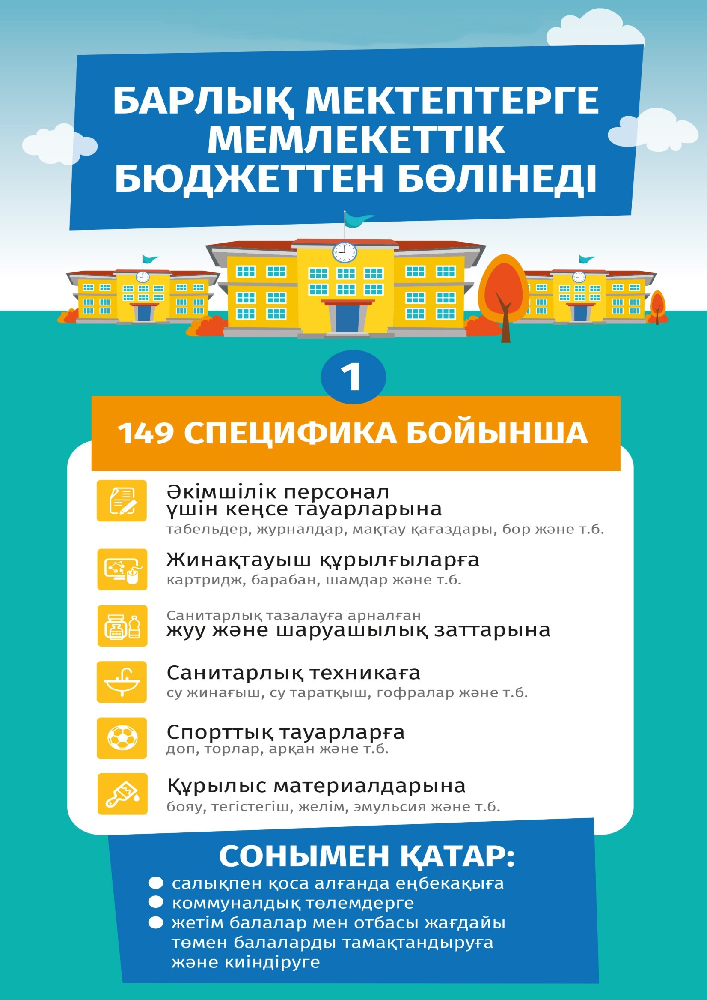 БАРЛЫҚ МЕКТЕПТЕРГЕ
МЕМЛЕКЕТТІК
БЮДЖЕТТЕН БӨЛІНЕДІ
1
149 СПЕЦИФИКА БОЙЫНША
Әкімшілік персонал
үшін кеңсе тауарларына
табельдер, журналдар, мақтау қағаздары, бор және т.б.
Жинақтауыш құрылғыларға
картридж, барабан, шамдар және т.б.
Санитарлық тазалауға арналған
жуу және шаруашылық заттарына
Санитарлық техникаға
су жинағыш, су таратқыш, гофралар және т.б.
Спорттық тауарларға
доп, торлар, арқан және т.б.
Құрылыс материалдарына
бояу, тегістегіш, желім, эмульсия және т.б.
СОНЫМЕН ҚАТАР:
салықпен қоса алғанда еңбекақыға
коммуналдық төлемдерге
жетім балалар мен отбасы жағдайы
төмен балаларды тамақтандыруға
және киіндіруге